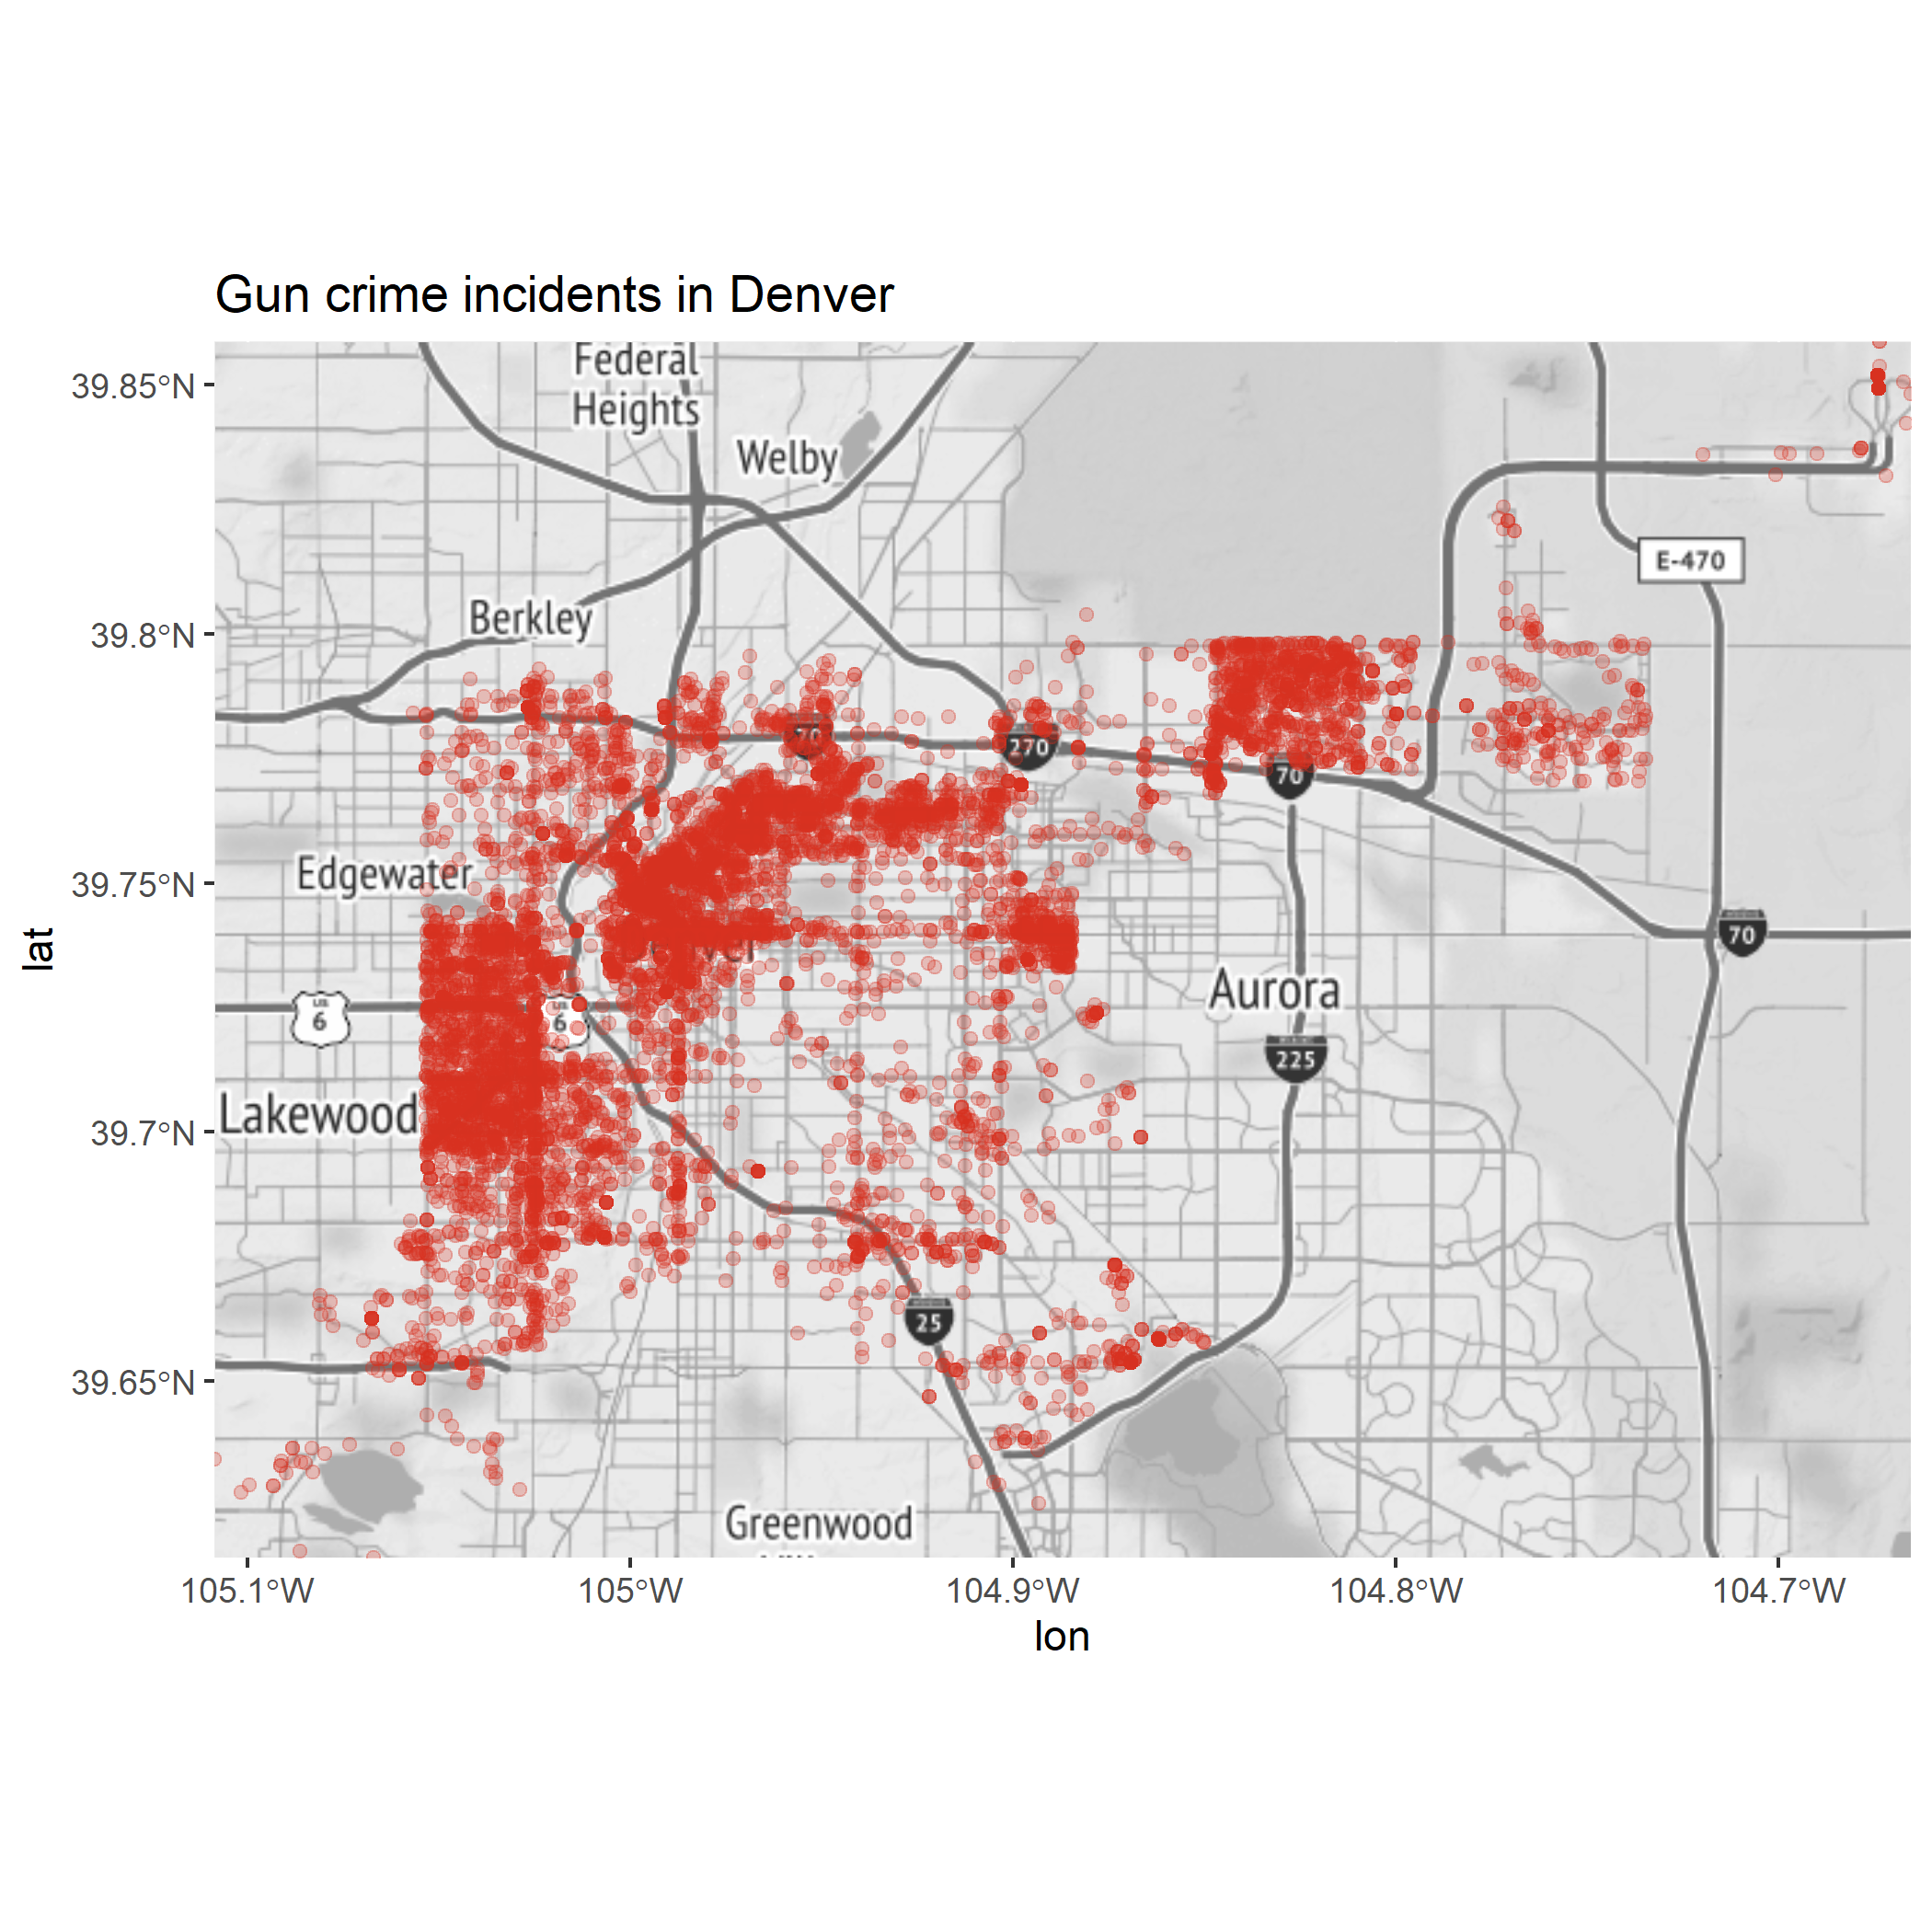 Gun crime incidents in Denver
39.85°N
39.8°N
39.75°N
39.7°N
39.65°N
lat
Federal
Heights
Welby
Berkley
E-470
70
270
70
Edgewater
70
Aurora
US
6
US
6
225
Lakewood
25
Greenwood
105.1°W
105°W
104.9°W
104.8°W
104.7°W
lon